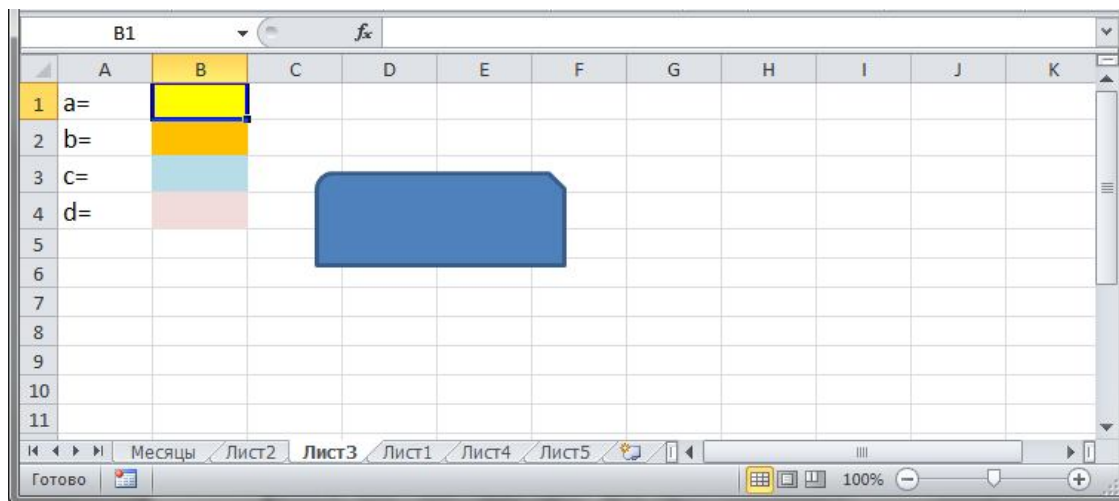 B1 fx
A B C D E F G H I J K
1 a=
2 b=
3 c=
4 d=
5
6
7
8
9
10
11
Месяцы Лист2 Лист3 Лист1 Лист4 Лист5
Готово 100%